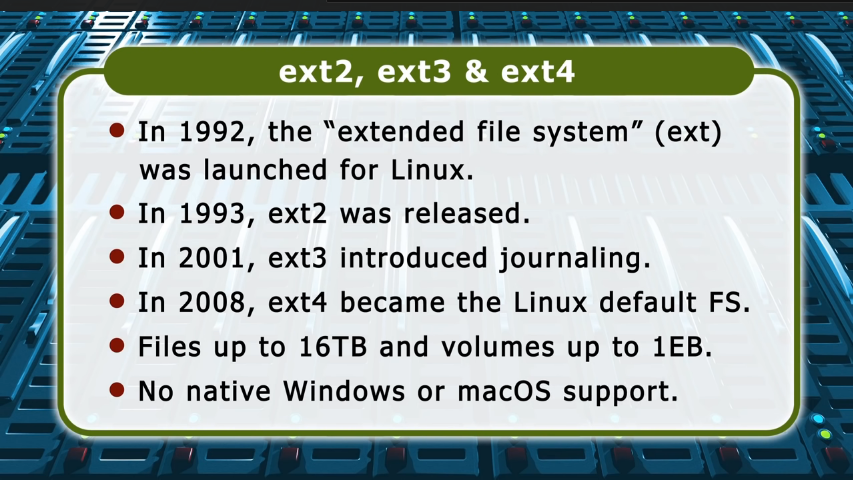 ext2, ext3 & ext4
• In 1992, the “extended file system” (ext)
was launched for Linux.
• In 1993, ext2 was released.
• In 2001, ext3 introduced journaling.
• In 2008, ext4 became the Linux default FS.
• Files up to 16TB and volumes up to 1EB.
• No native Windows or macOS support.